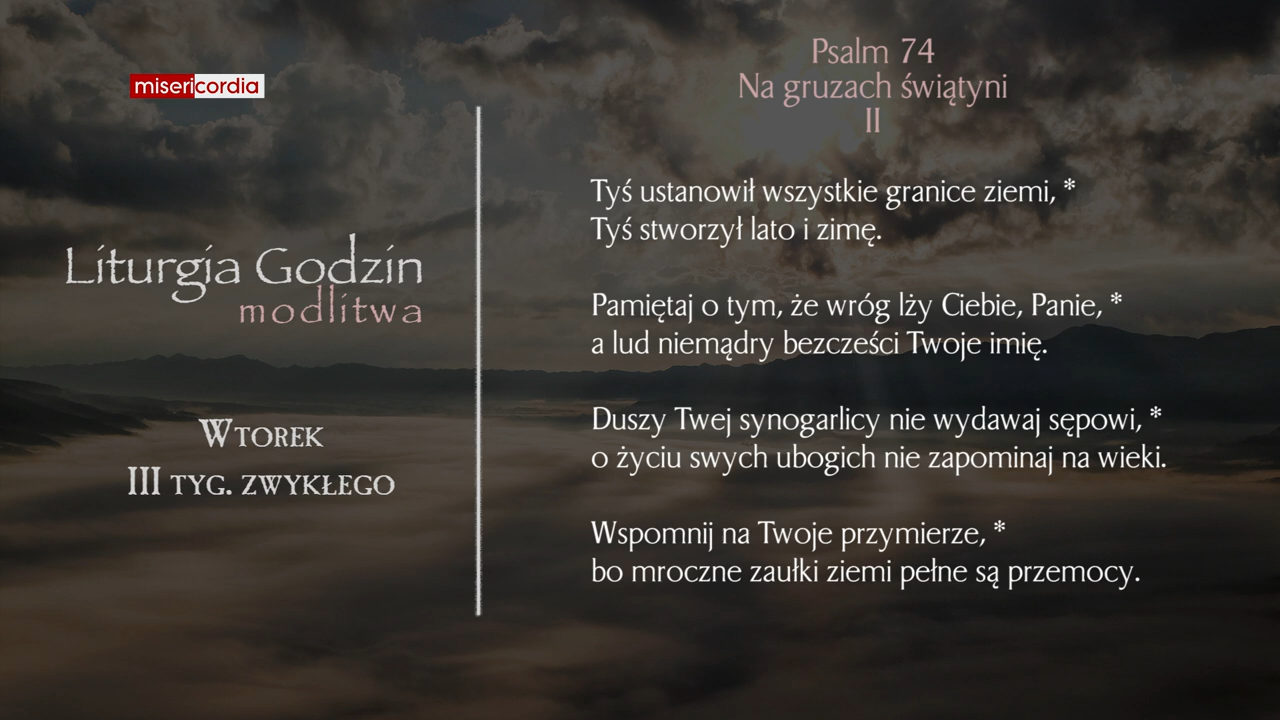 misericordia
Liturgia Godzin
modlitwa
Wtorek
III tyg. zwykłego
Psalm 74
Na gruzach świątyni
II
Tyś ustanowił wszystkie granice ziemi, *
Tyś stworzył lato i zimę.
Pamiętaj o tym, że wróg lży Ciebie, Panie, *
a lud niemądry bezcześci Twoje imię.
Duszy Twej synogarlicy nie wydawaj sępowi, *
o życiu swych ubogich nie zapominaj na wieki.
Wspomnij na Twoje przymierze, *
bo mroczne zaułki ziemi pełne są przemocy.